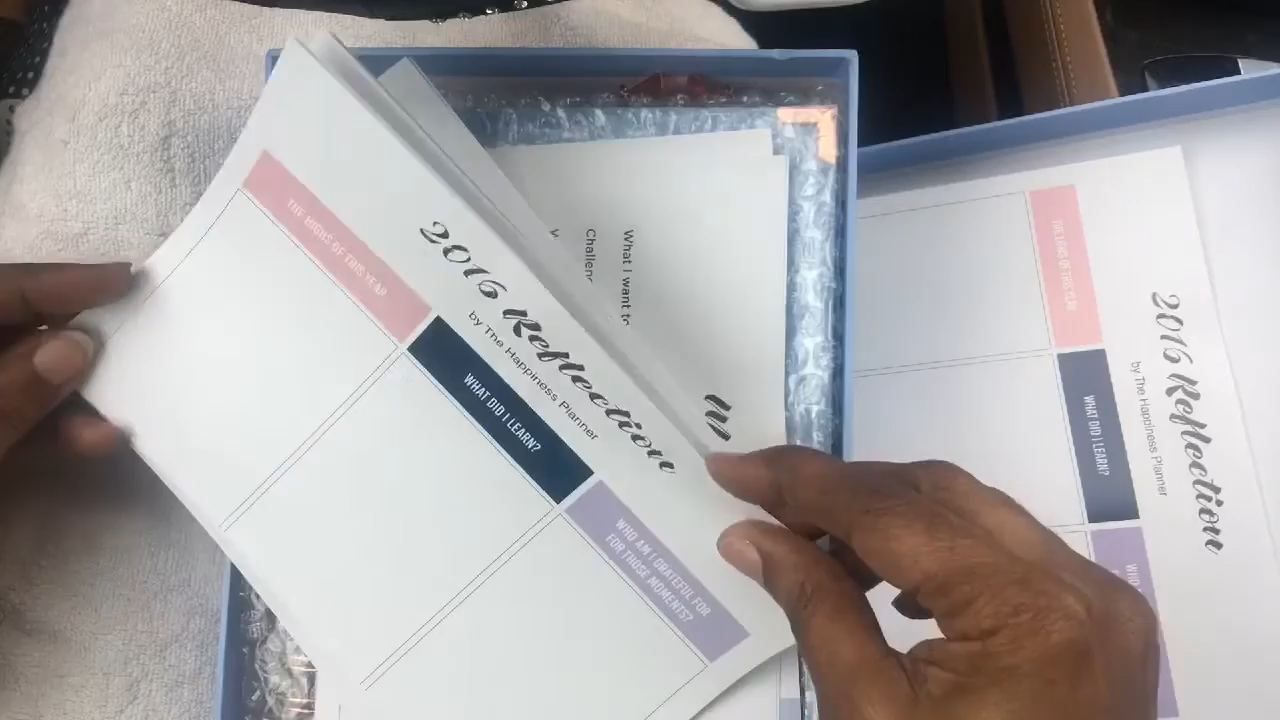 2016 Reflection
by The Happiness Planner
THE HIGHS OF THIS YEAR
WHAT DID I LEARN?
WHO AM I GRATEFUL FOR
FOR THOSE MOMENTS?
What I want to
Challen
2016 Reflection
by The Happiness Planner
THE LOWS OF THIS YEAR
WHAT DID I LEARN?
WHO